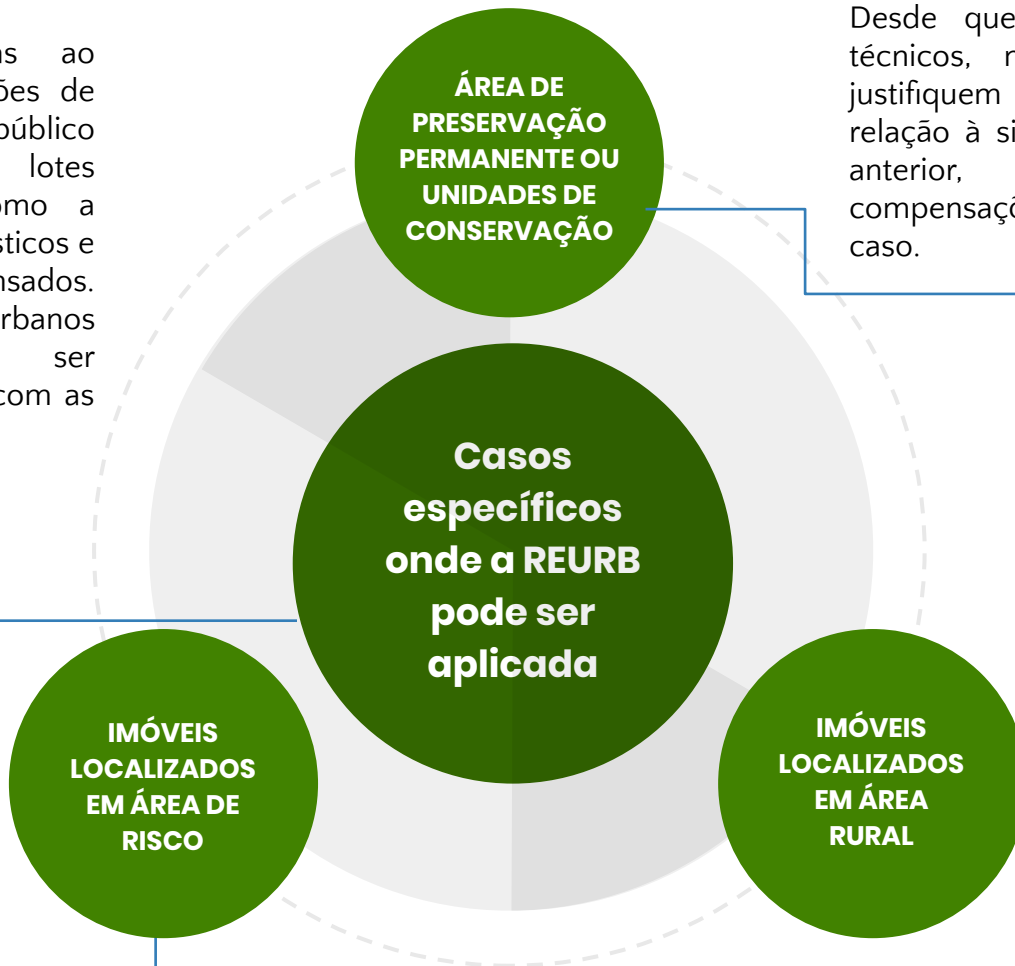 as ao
ões de
público
lotes
omo a
sticos e
nsados.
rbanos
ser
com as
ÁREA DE
PRESERVAÇÃO
PERMANENTE OU
UNIDADES DE
CONSERVAÇÃO
Desde que
técnicos, n
justifiquem
relação à si
anterior,
compensaçõ
caso.
Casos
específicos
onde a REURB
pode ser
aplicada
IMÓVEIS
LOCALIZADOS
EM ÁREA DE
RISCO
IMÓVEIS
LOCALIZADOS
EM ÁREA
RURAL